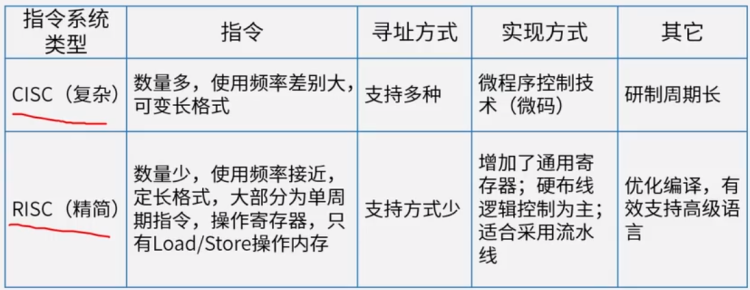 指令系统
类型
指令
寻址方式
实现方式
其它
CISC（复杂）
数量多，使用频率差别大，
可变长格式
支持多种
微程序控制技
术（微码）
研制周期长
RISC（精简）
数量少，使用频率接近，
定长格式，大部分为单周
期指令，操作寄存器，只
有Load/Store操作内存
支持方式少
增加了通用寄
存器；硬布线
逻辑控制为主；
适合采用流水
线
优化编译，有
效支持高级语
言